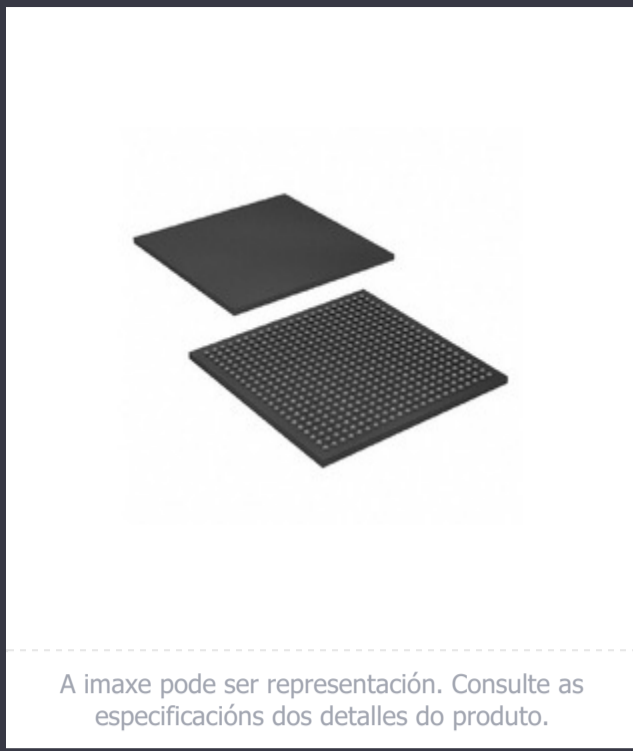 A imaxe pode ser representación. Consulte as
especificacións dos detalles do produto.